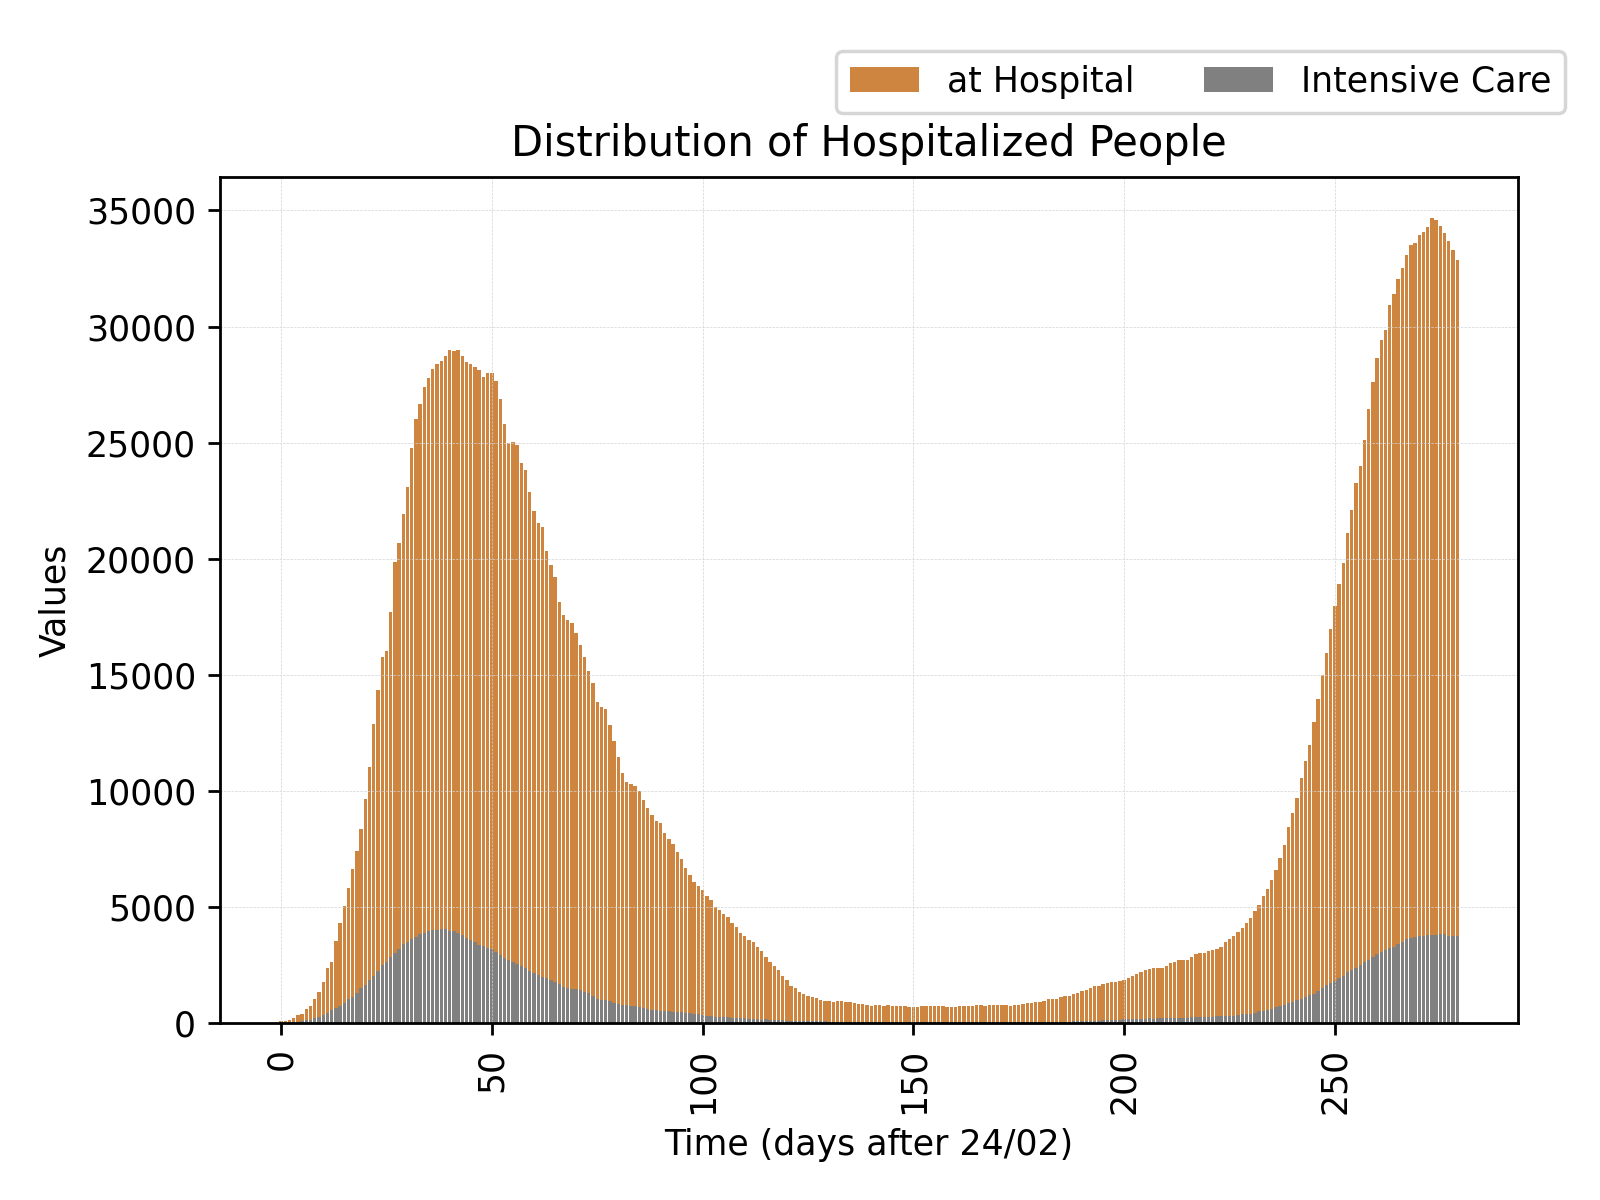 at Hospital Intensive Care
Distribution of Hospitalized People
35000
30000
25000
20000
15000
10000
5000
0
Values
0 50 100 150 200 250
Time (days after 24/02)